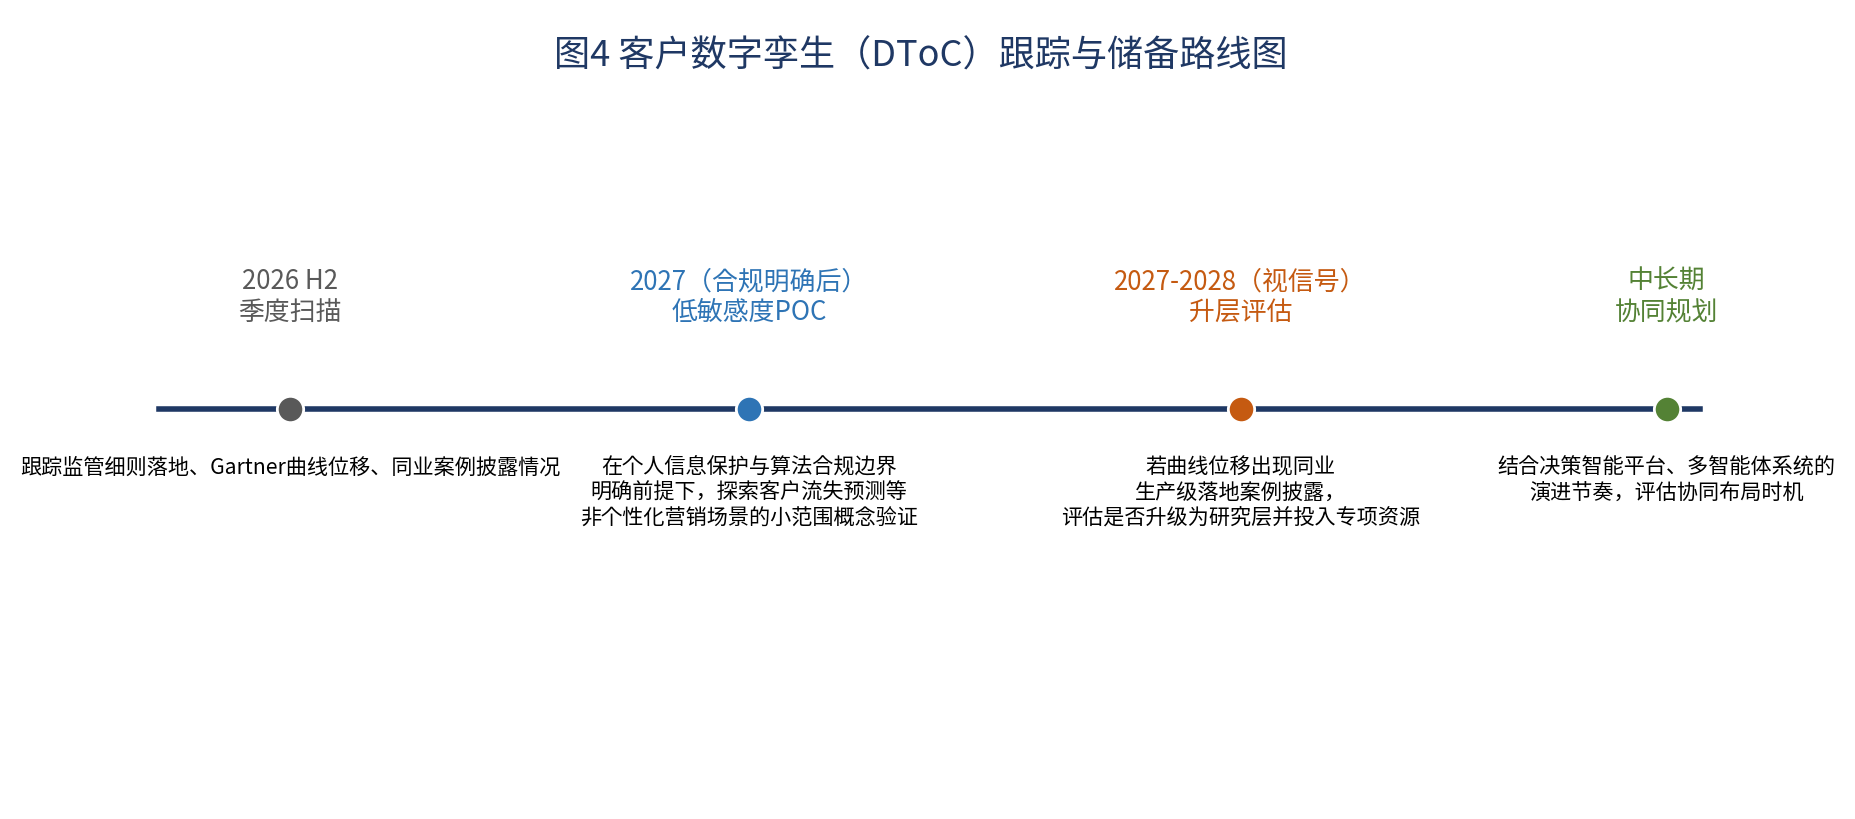 图4 客户数字孪生（DToC）跟踪与储备路线图
2026 H2
季度扫描
跟踪监管细则落地、Gartner曲线位移、同业案例披露情况
2027（合规明确后）
低敏感度POC
在个人信息保护与算法合规边界
明确前提下，探索客户流失预测等
非个性化营销场景的小范围概念验证
2027-2028（视信号）
升层评估
若曲线位移出现同业
生产级落地案例披露，
评估是否升级为研究层并投入专项资源
中长期
协同规划
结合决策智能平台、多智能体系统的
演进节奏，评估协同布局时机